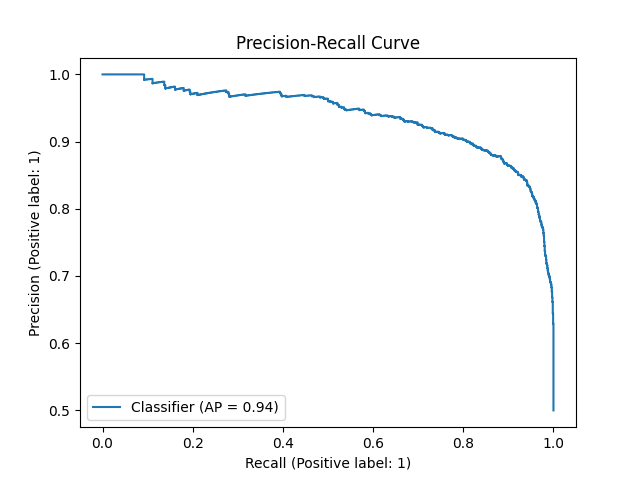 Precision-Recall Curve
1.0
0.9
0.8
0.7
0.6
0.5
Precision (Positive label: 1)
Classifier (AP = 0.94)
0.0 0.2 0.4 0.6 0.8 1.0
Recall (Positive label: 1)